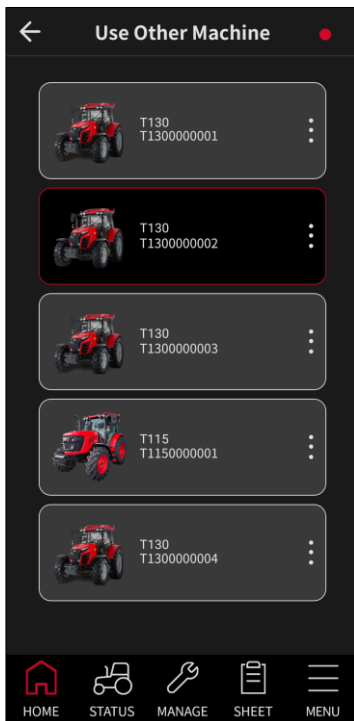 Use Other Machine
T130
T1300000001
T130
T1300000002
T130
T1300000003
T115
T1150000001
T130
T1300000004
HOME STATUS MANAGE SHEET MENU